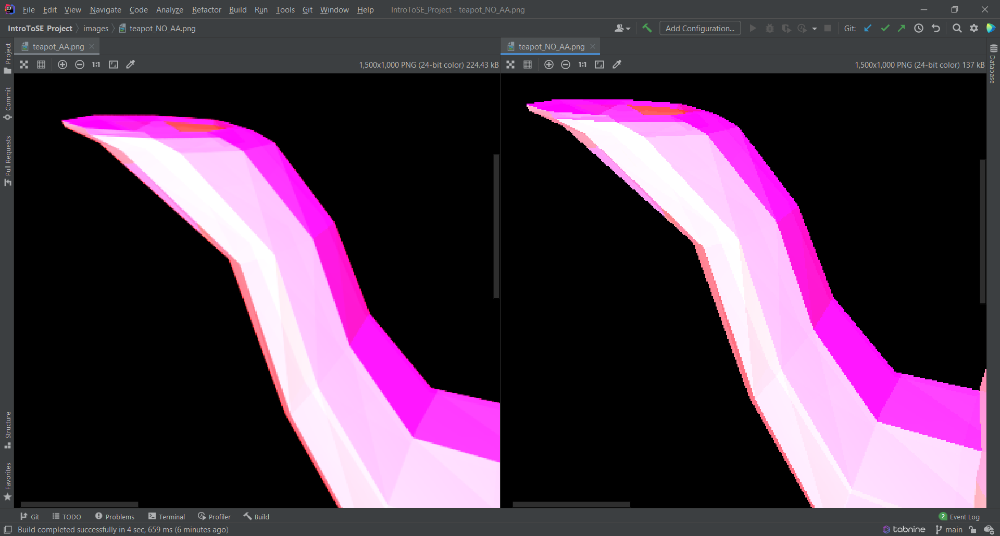 File Edit View Navigate Code Analyze Refactor Build Run Tools Git Window Help IntroToSE_Project - teapot_NO_AA.png
IntroToSE_Project images teapot_NO_AA.png Add Configuration... Git:
teapot_AA.png teapot_NO_AA.png
1:1 1,500x1,000 PNG (24-bit color) 224.43 kB 1:1 1,500x1,000 PNG (24-bit color) 137 kB
Project
Commit
Pull Requests
Structure
Favorites
Database
Git TODO Problems Terminal Profiler Build 2 Event Log
Build completed successfully in 4 sec, 659 ms (6 minutes ago) tabnine main